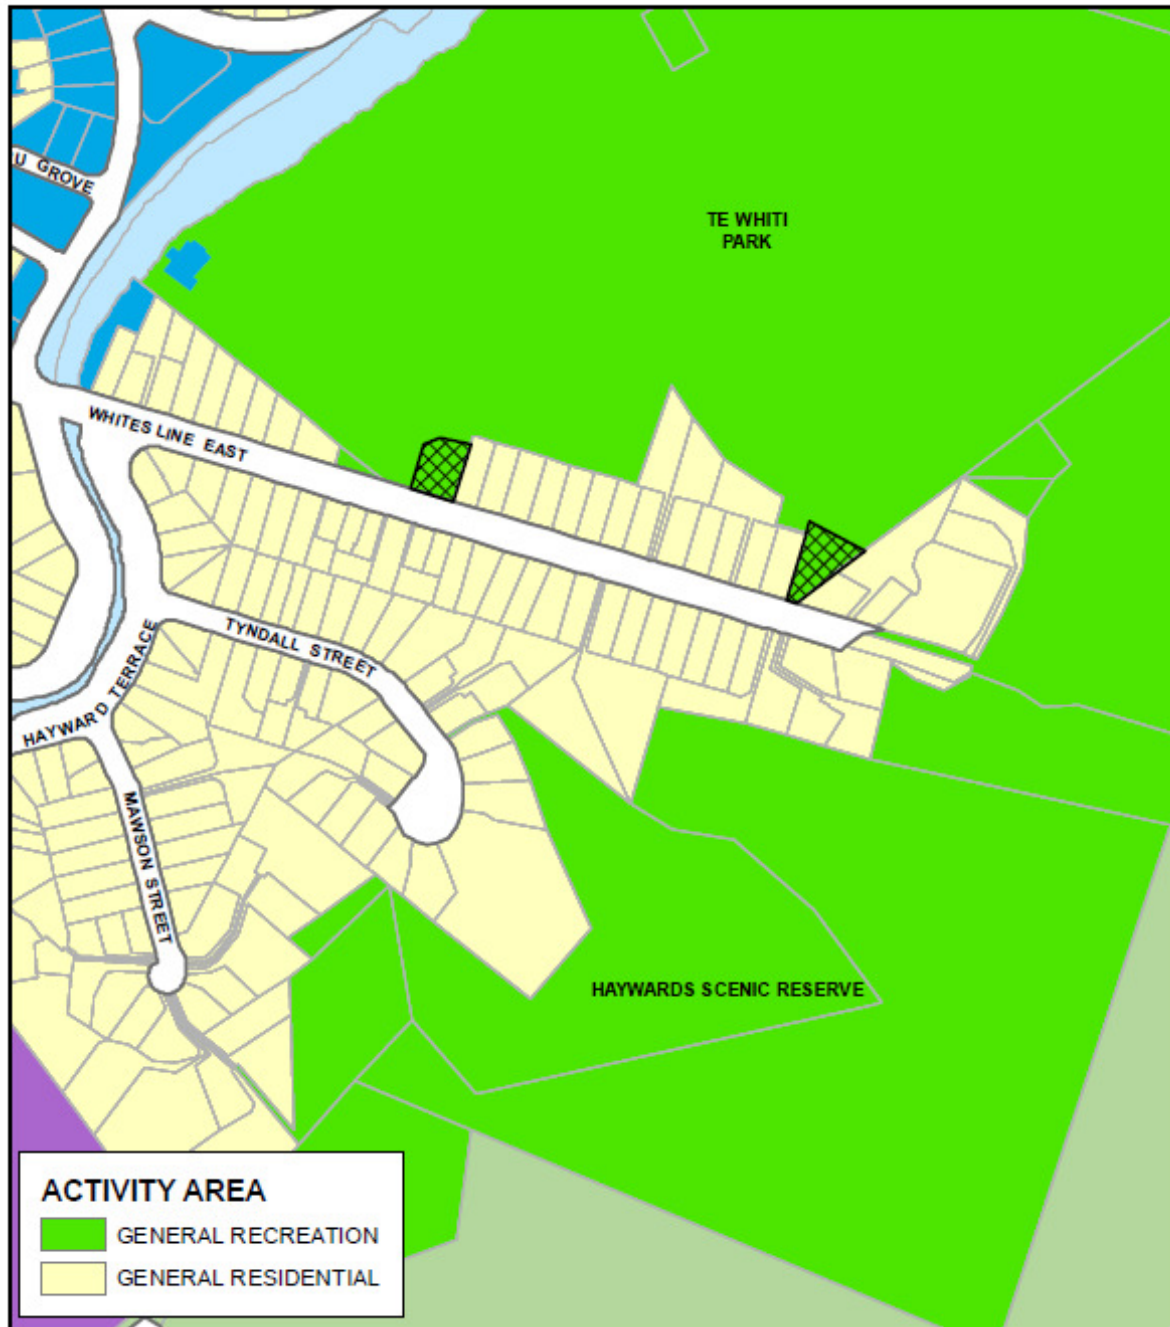 U GROVE
TE WHITI
PARK
WHITES LINE EAST
TYNDALL STREET
HAYWARD TERRACE
MAWSON STREET
HAYWARDS SCENIC RESERVE
ACTIVITY AREA
GENERAL RECREATION
GENERAL RESIDENTIAL